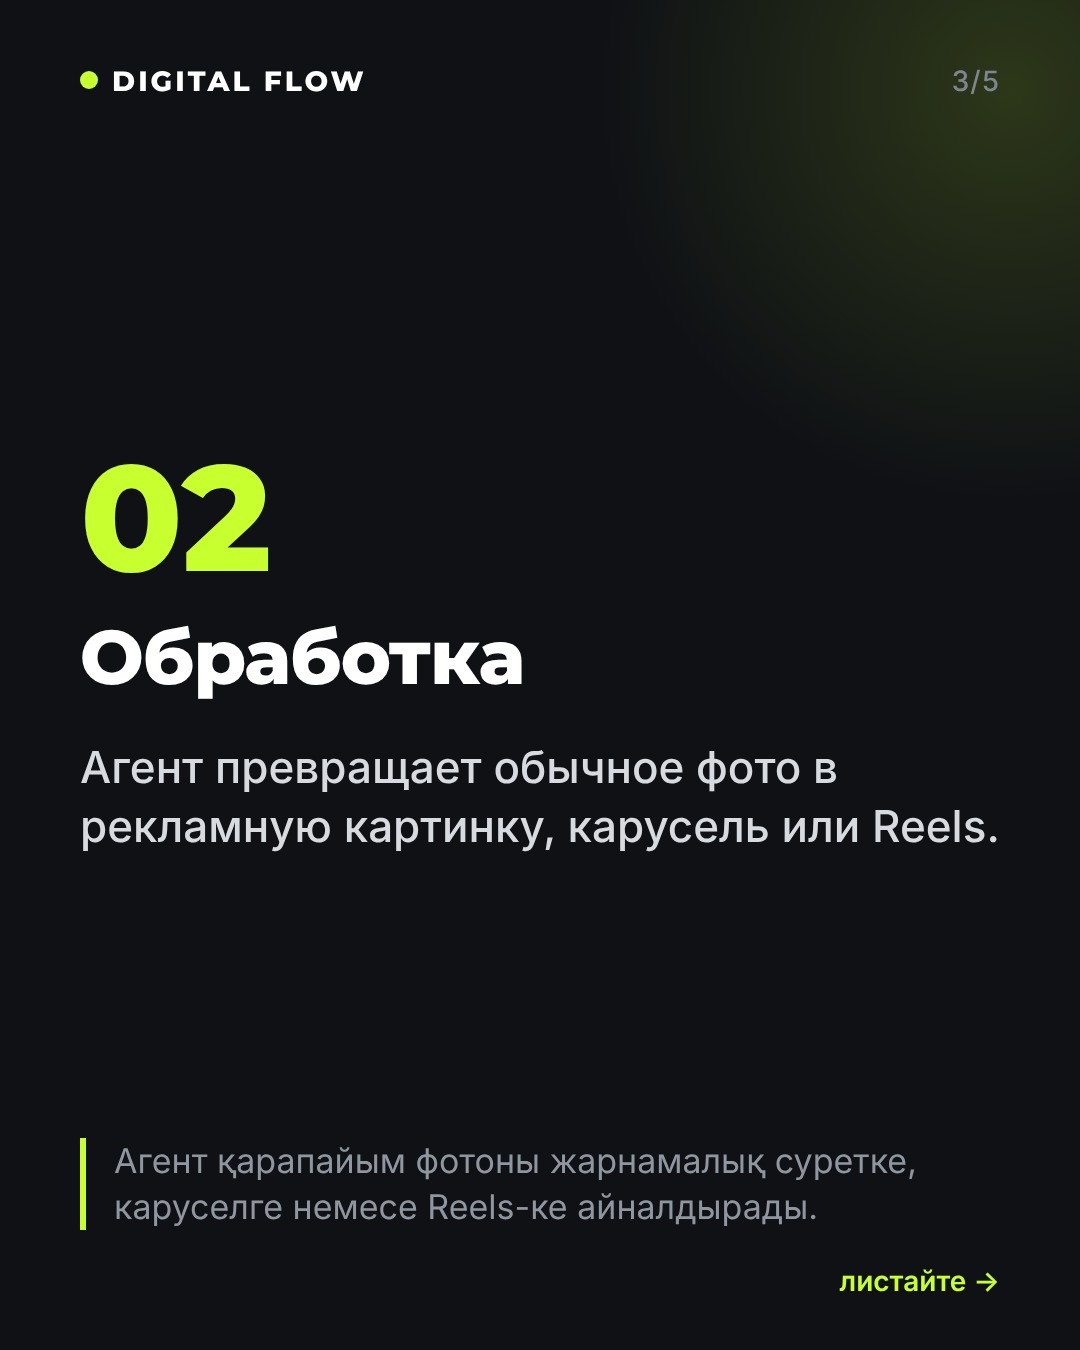 DIGITAL FLOW
3/5
02
Обработка
Агент превращает обычное фото в
рекламную картинку, карусель или Reels.
Агент қарапайым фотоны жарнамалық суретке,
каруселге немесе Reels-ке айналдырады.
листайте →